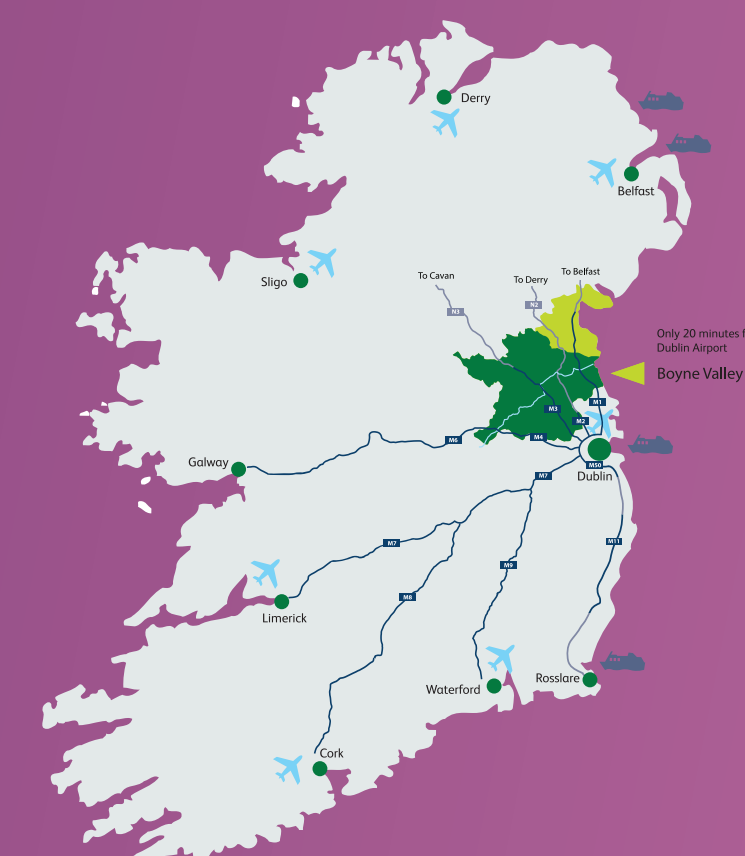 Derry
Belfast
Sligo
To Cavan
To Derry
To Belfast
N3
N2
Only 20 minutes f
Dublin Airport
Boyne Valley
M1
M3
M2
M6
M4
Galway
M50
M7
Dublin
M7
M11
M9
M8
Limerick
Waterford
Rosslare
Cork